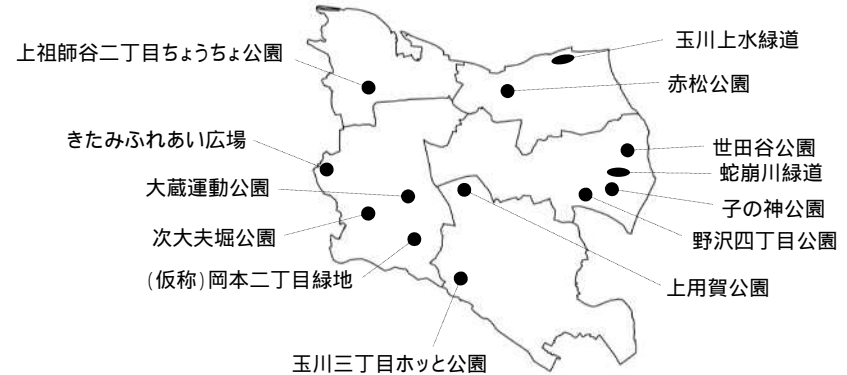 上祖師谷二丁目ちょうちょ公園
きたみふれあい広場
大蔵運動公園
次大夫堀公園
(仮称)岡本二丁目緑地
玉川三丁目ホッと公園
玉川上水緑道
赤松公園
世田谷公園
蛇崩川緑道
子の神公園
野沢四丁目公園
上用賀公園